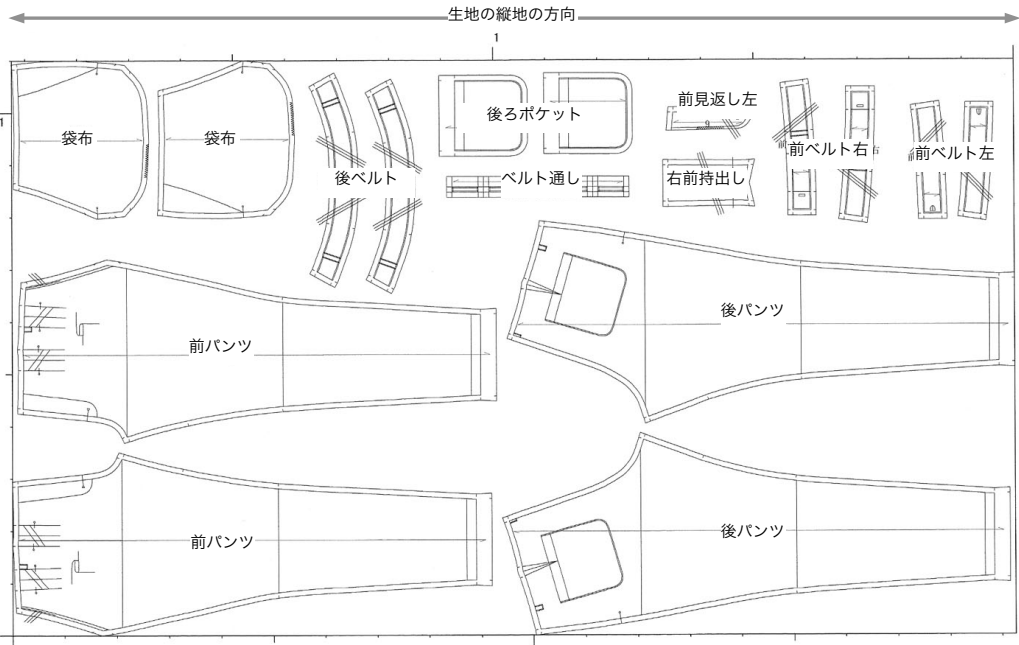 生地の縦地の方向
1
1
袋布
袋布
後ベルト
後ろポケット
ベルト通し
前見返し左
右前持出し
前ベルト右
前ベルト左
前パンツ
後パンツ
前パンツ
後パンツ